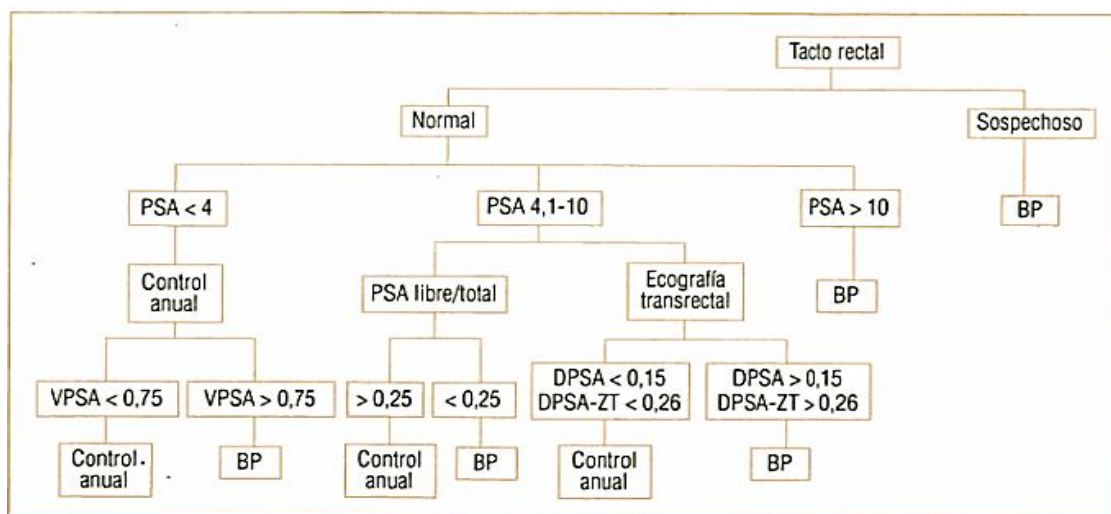 Tacto rectal
Normal
Sospechoso
PSA < 4
PSA 4,1-10
PSA > 10
BP
Control
anual
PSA libre/total
Ecografía
transrectal
BP
VPSA < 0,75
VPSA > 0,75
> 0,25
< 0,25
DPSA < 0,15
DPSA-ZT < 0,26
DPSA > 0,15
DPSA-ZT > 0,26
Control.
anual
BP
Control
anual
BP
Control
anual
BP